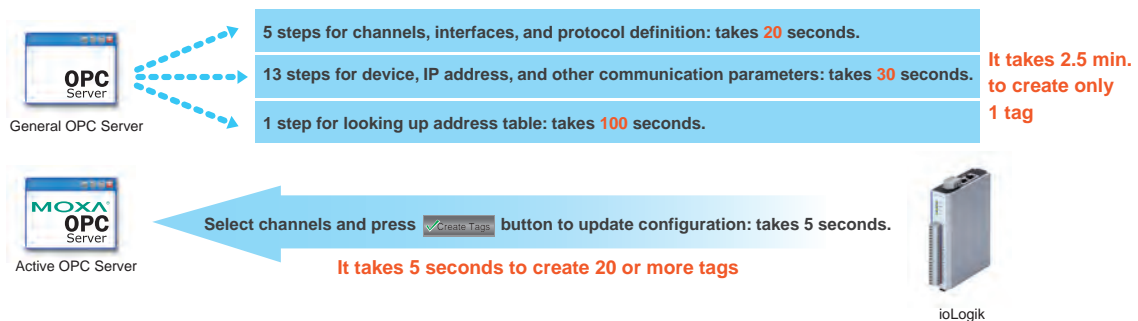 OPC
Server
General OPC Server
5 steps for channels, interfaces, and protocol definition: takes 20 seconds.
13 steps for device, IP address, and other communication parameters: takes 30 seconds.
1 step for looking up address table: takes 100 seconds.
It takes 2.5 min.
to create only
1 tag
MOXA
OPC
Server
Active OPC Server
Select channels and press Create Tags button to update configuration: takes 5 seconds.
It takes 5 seconds to create 20 or more tags
ioLogik